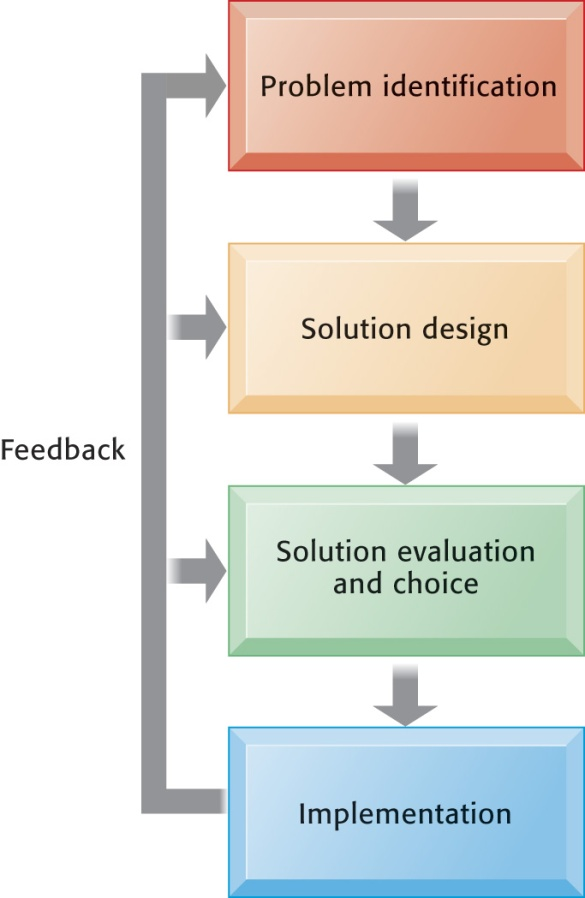 Problem identification
Solution design
Feedback
Solution evaluation
and choice
Implementation